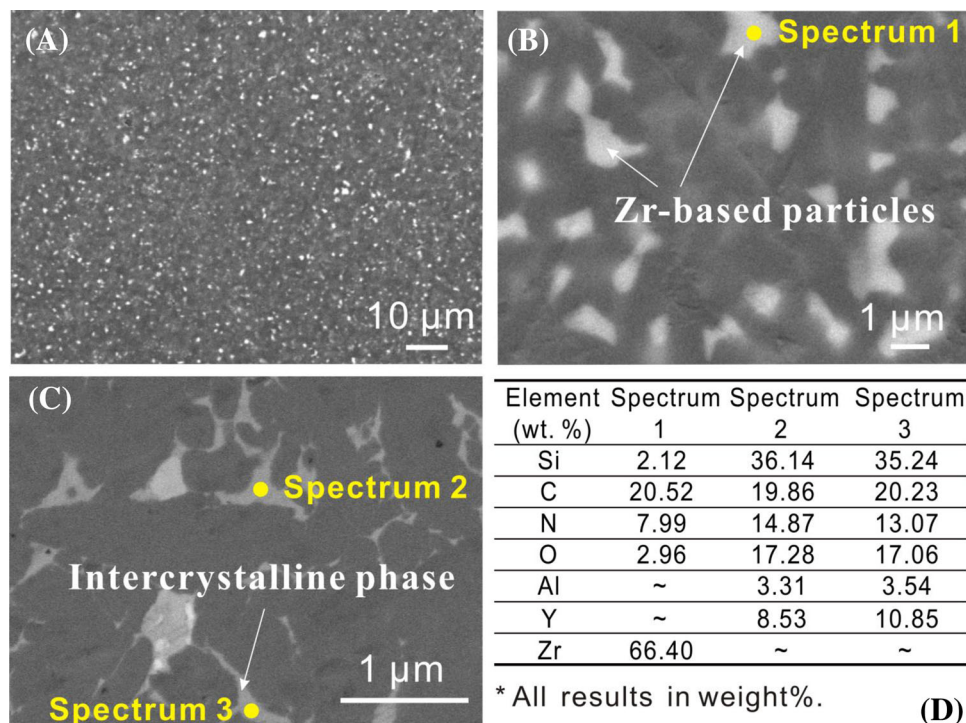 (A)
10 μm
(B)
Spectrum 1
Zr-based particles
1 μm
(C)
Spectrum 2
Intercrystalline phase
1 μm
Spectrum 3
Element Spectrum Spectrum Spectrum
(wt. %) 1 2 3
Si 2.12 36.14 35.24
C 20.52 19.86 20.23
N 7.99 14.87 13.07
O 2.96 17.28 17.06
Al ~ 3.31 3.54
Y ~ 8.53 10.85
Zr 66.40 ~ ~
* All results in weight%.
(D)